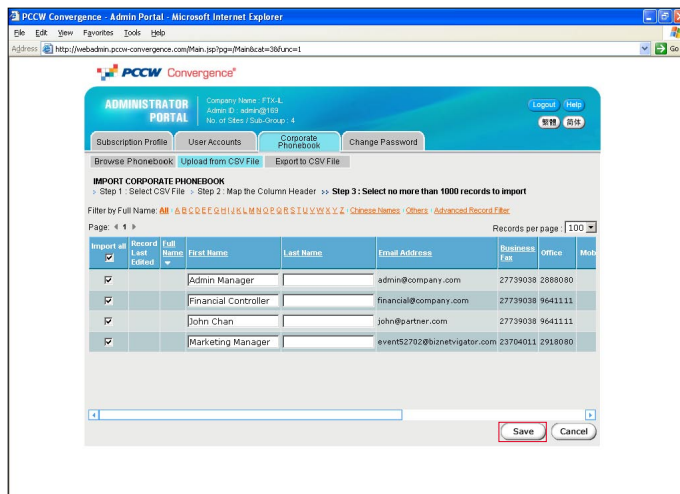 PCCW Convergence - Admin Portal - Microsoft Internet Explorer
File Edit View Favorites Tools Help
Address http://webadmin.pccw-convergence.com/Main.jsp?pg=/Main&cat=3&func=1 Go
PCCW Convergence
ADMINISTRATOR PORTAL
Company Name : FTX-IL
Admin ID : admin@189
No. of Sites / Sub-Group : 4
Logout Help
繁體 简体
Subscription Profile User Accounts Corporate Phonebook Change Password
Browse Phonebook Upload from CSV File Export to CSV File
IMPORT CORPORATE PHONEBOOK
> Step 1 : Select CSV File > Step 2 : Map the Column Header >> Step 3 : Select no more than 1000 records to import
Filter by Full Name: All A B C D E F G H I J K L M N O P Q R S T U V W X Y Z Chinese Names Others Advanced Record Filter
Page: 1 Records per page : 100
Import all Record Last Edited Full Name First Name Last Name Email Address Business Fax Office Mob
Admin Manager admin@company.com 27739038 2888080
Financial Controller financial@company.com 27739038 9641111
John Chan john@partner.com 27739038 9641111
Marketing Manager event52702@biznetvigator.com 23704011 2918080
Save Cancel